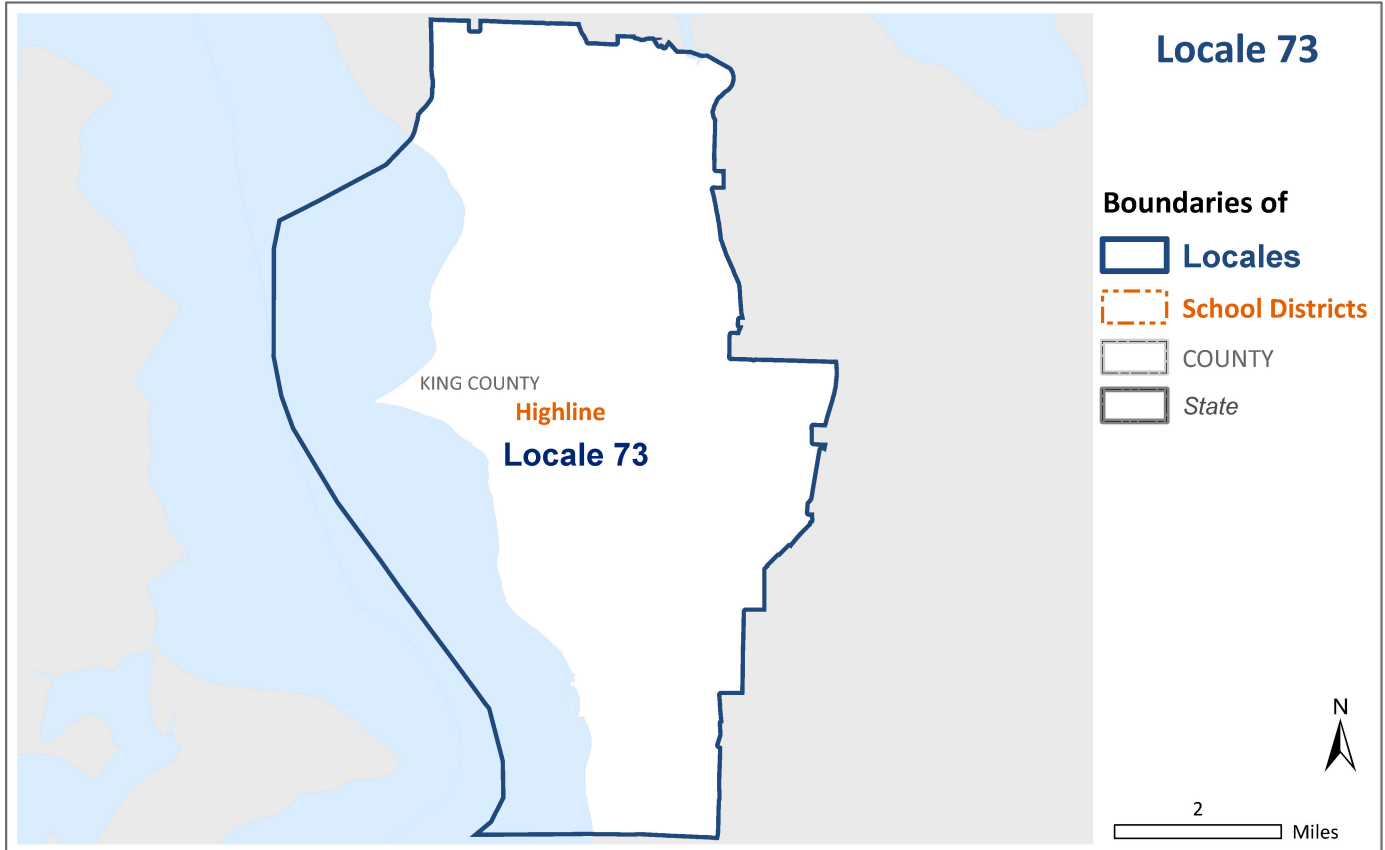 Locale 73
Boundaries of
Locales
School Districts
COUNTY
State
KING COUNTY
Highline
Locale 73
N
2
Miles